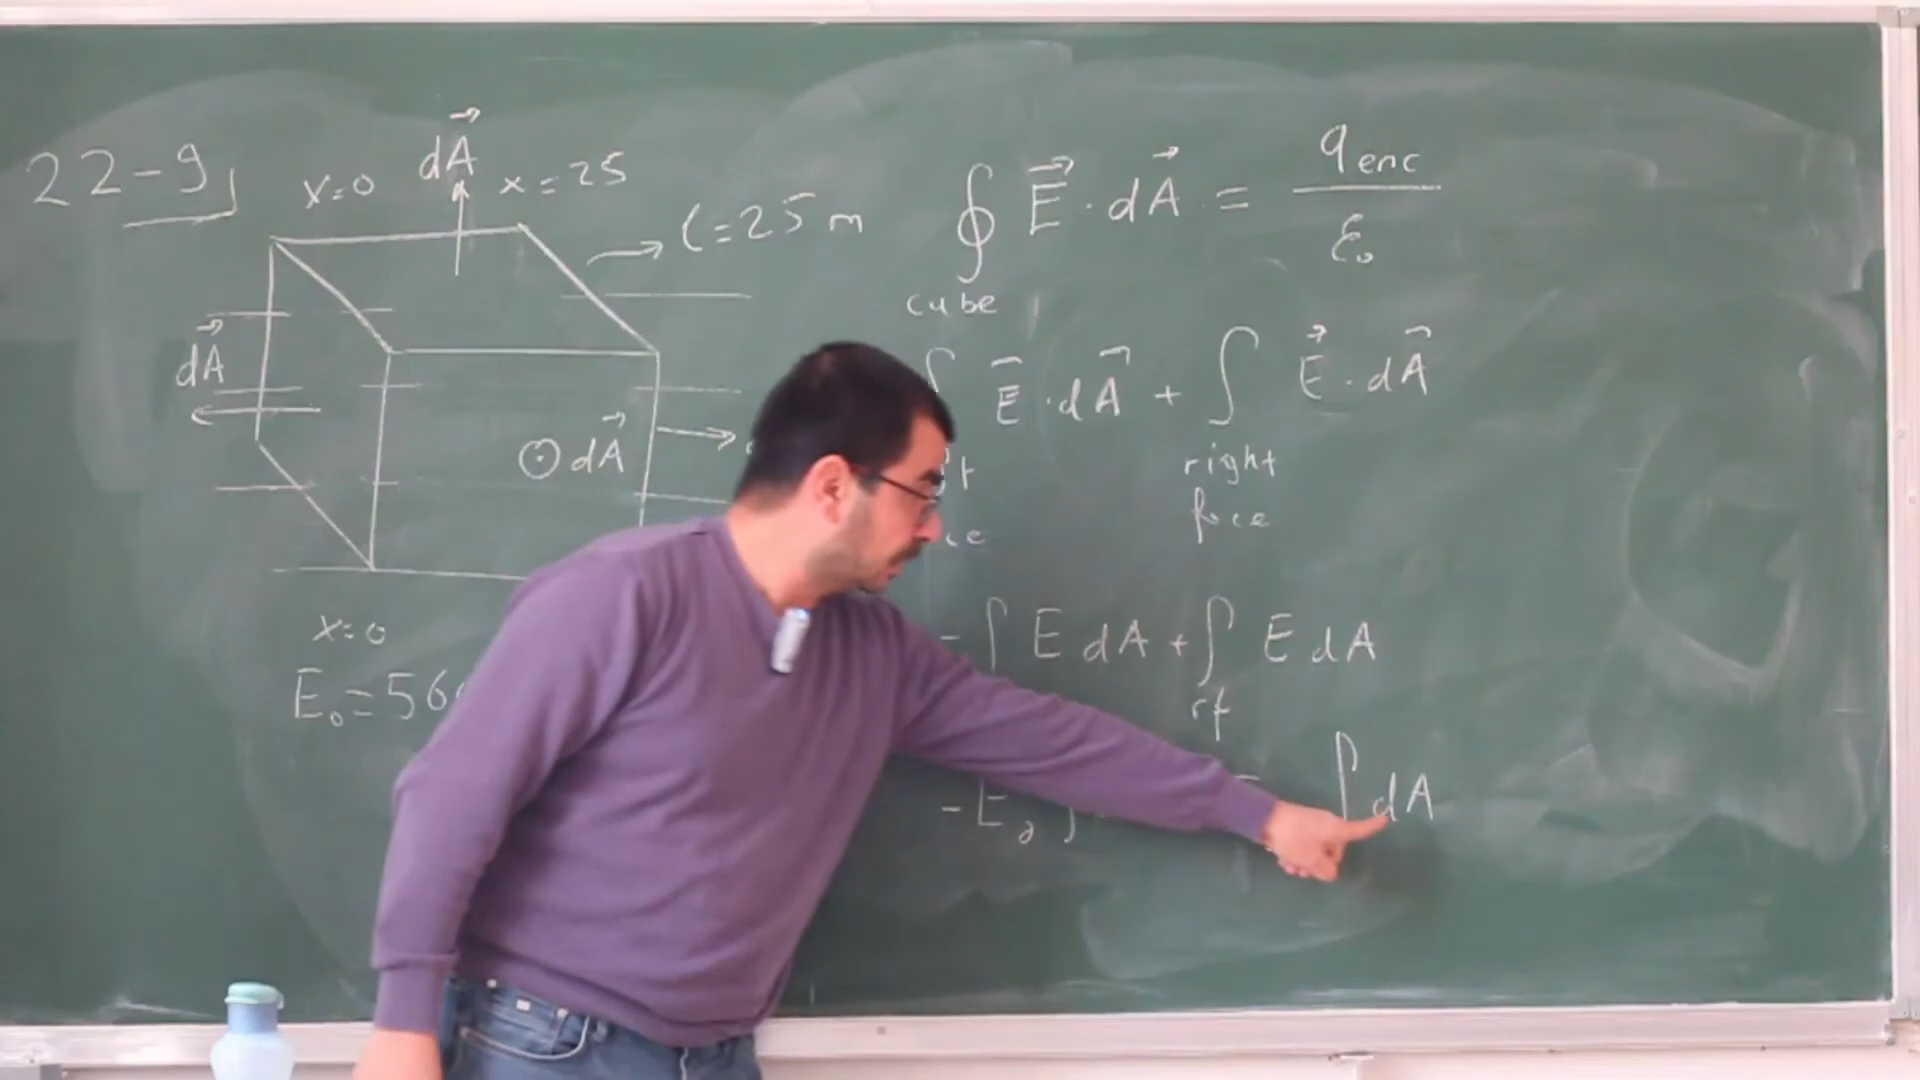 22-9
x=0
dA
x=25
l=25 m
dA
dA
x=0
E₀=56
∮ E⃗ · dA⃗ = qenc / ε₀
cube
∫ E⃗ · dA⃗ + ∫ E⃗ · dA⃗
right
face
-∫ E dA + ∫ E dA
rf
-E₀ ∫
∫ dA